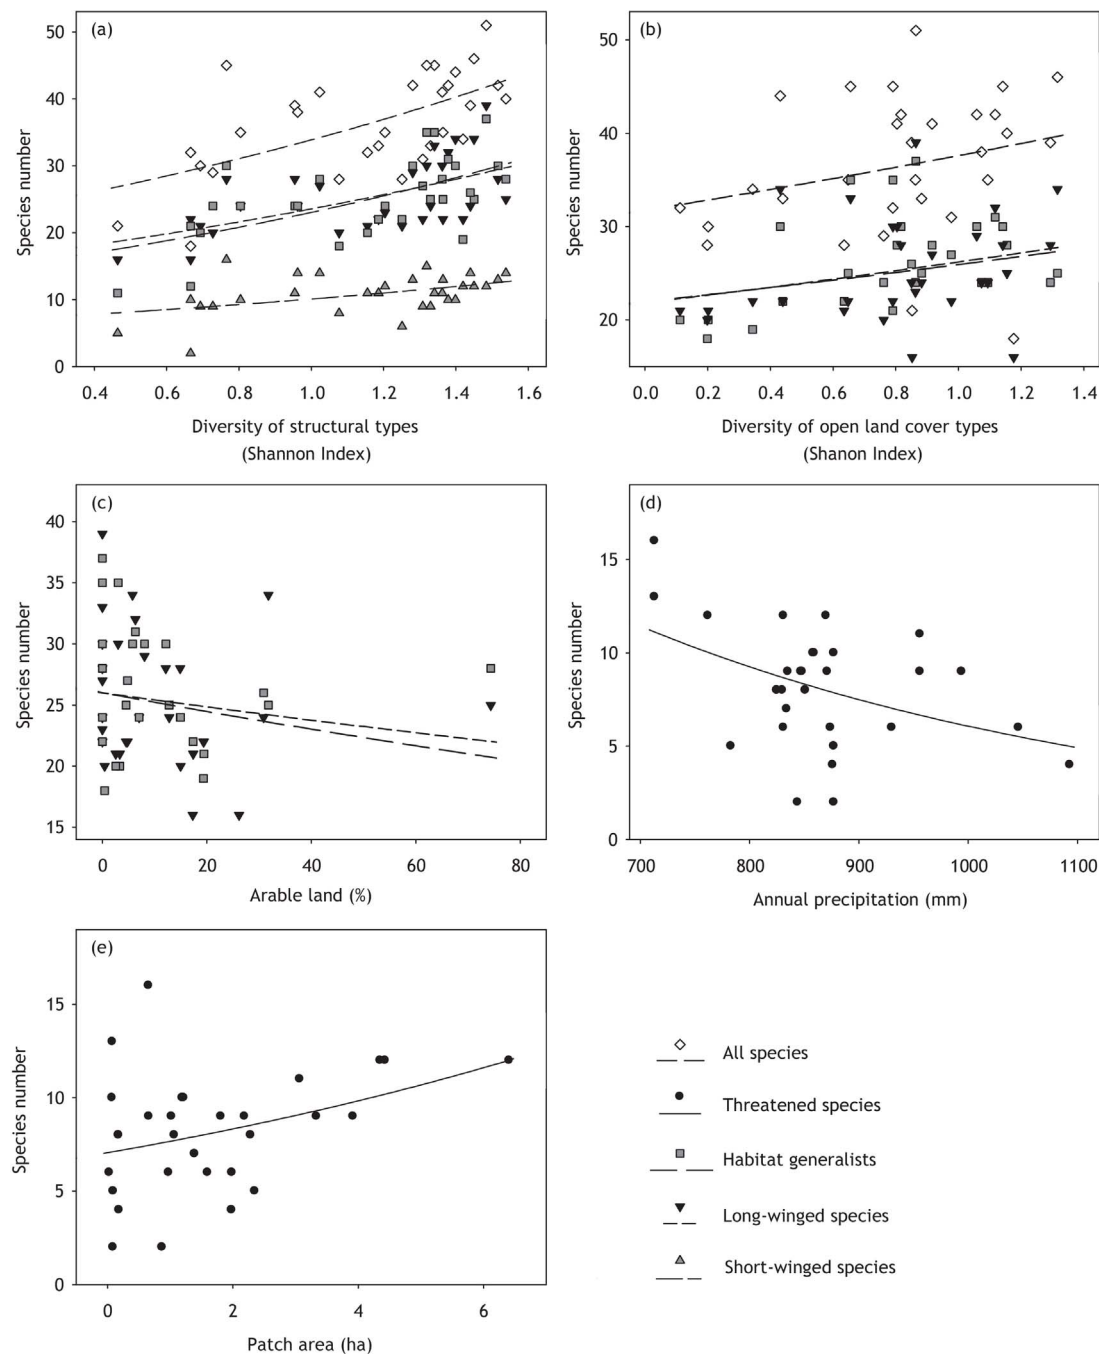 (a)
Species number
50
40
30
20
10
0
0.4 0.6 0.8 1.0 1.2 1.4 1.6
Diversity of structural types
(Shannon Index)
(b)
Species number
50
40
30
20
0.0 0.2 0.4 0.6 0.8 1.0 1.2 1.4
Diversity of open land cover types
(Shanon Index)
(c)
Species number
40
35
30
25
20
15
0 20 40 60 80
Arable land (%)
(d)
Species number
15
10
5
0
700 800 900 1000 1100
Annual precipitation (mm)
(e)
Species number
15
10
5
0
0 2 4 6
Patch area (ha)
All species
Threatened species
Habitat generalists
Long-winged species
Short-winged species